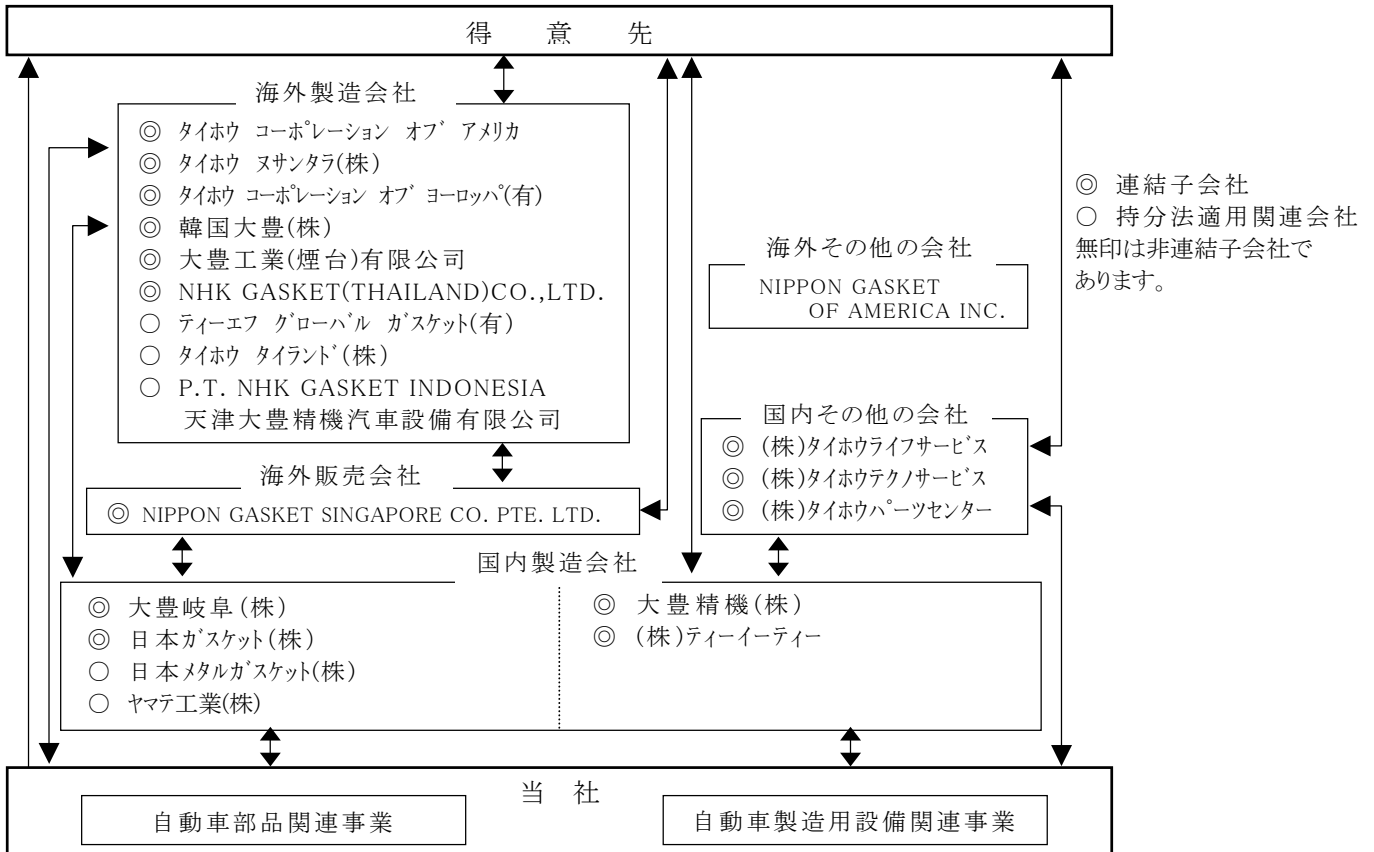 得意先
海外製造会社
◎ タイホウ コーポレーション オブ アメリカ
◎ タイホウ ヌサンタラ(株)
◎ タイホウ コーポレーション オブ ヨーロッパ(有)
◎ 韓国大豊(株)
◎ 大豊工業(煙台)有限公司
◎ NHK GASKET(THAILAND)CO.,LTD.
○ ティーエフ グローバル ガスケット(有)
○ タイホウ タイランド(株)
○ P.T. NHK GASKET INDONESIA
天津大豊精機汽車設備有限公司
海外販売会社
◎ NIPPON GASKET SINGAPORE CO. PTE. LTD.
海外その他の会社
NIPPON GASKET
OF AMERICA INC.
◎ 連結子会社
○ 持分法適用関連会社
無印は非連結子会社で
あります。
国内その他の会社
◎ (株)タイホウライフサービス
◎ (株)タイホウテクノサービス
◎ (株)タイホウパーツセンター
国内製造会社
◎ 大豊岐阜(株)
◎ 日本ガスケット(株)
○ 日本メタルガスケット(株)
○ ヤマテ工業(株)
◎ 大豊精機(株)
◎ (株)ティーイーティー
当社
自動車部品関連事業
自動車製造用設備関連事業